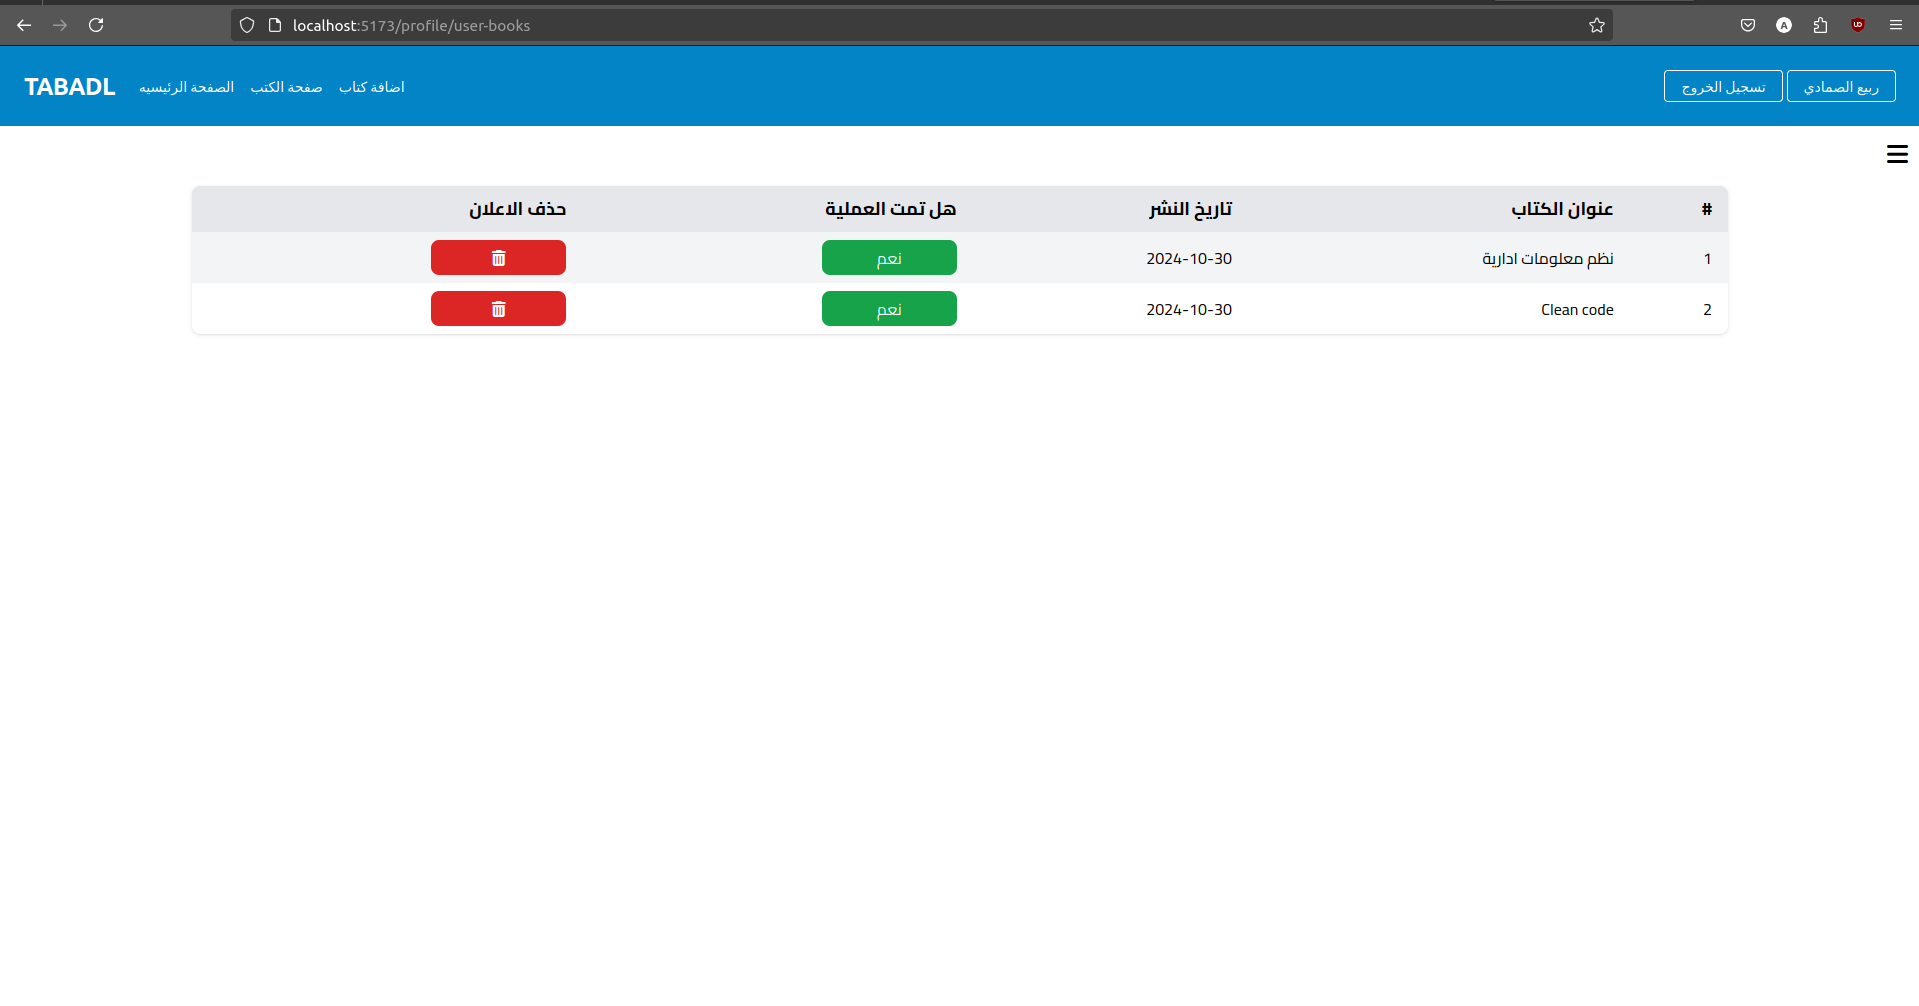 localhost:5173/profile/user-books
TABADL الصفحة الرئيسيه صفحة الكتب اضافة كتاب تسجيل الخروج ربيع الصمادي
# عنوان الكتاب تاريخ النشر هل تمت العملية حذف الاعلان
1 نظم معلومات ادارية 2024-10-30 نعم
2 Clean code 2024-10-30 نعم